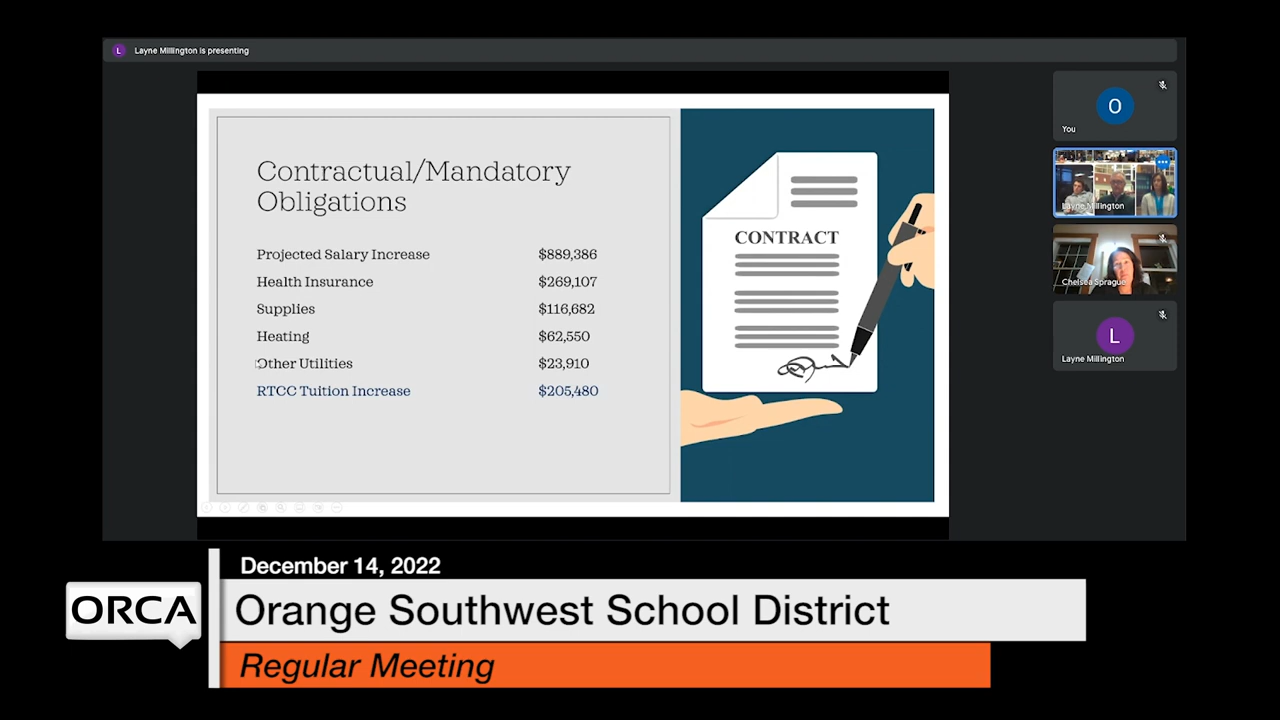 L Layne Millington is presenting
Contractual/Mandatory
Obligations
Projected Salary Increase $889,386
Health Insurance $269,107
Supplies $116,682
Heating $62,550
Other Utilities $23,910
RTCC Tuition Increase $205,480
CONTRACT
O
You
Layne Millington
Chelsea Sprague
L
Layne Millington
December 14, 2022
ORCA
Orange Southwest School District
Regular Meeting